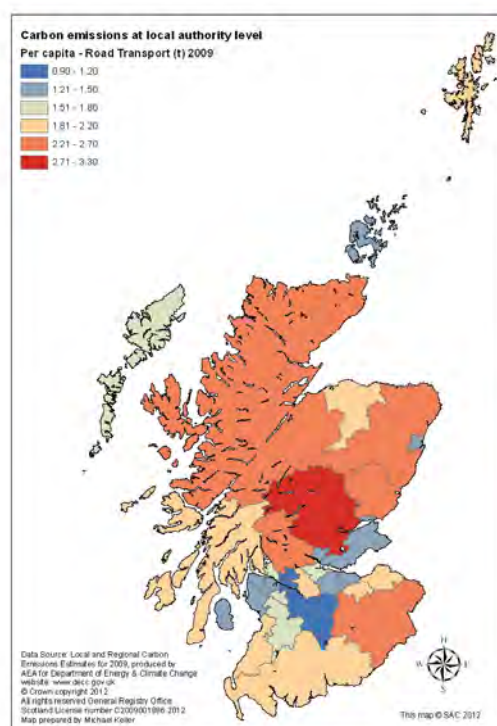 Carbon emissions at local authority level
Per capita - Road Transport (t) 2009
0.90 - 1.20
1.21 - 1.50
1.51 - 1.80
1.81 - 2.20
2.21 - 2.70
2.71 - 3.30
N
W E
S
Data Source: Local and Regional Carbon
Emissions Estimates for 2009, produced by
AEA for Department of Energy & Climate Change
website: www.decc.gov.uk
© Crown copyright 2012
All rights reserved General Registry Office
Scotland License number C2009001996 2012
Map prepared by Michael Keller
This map © SAC 2012